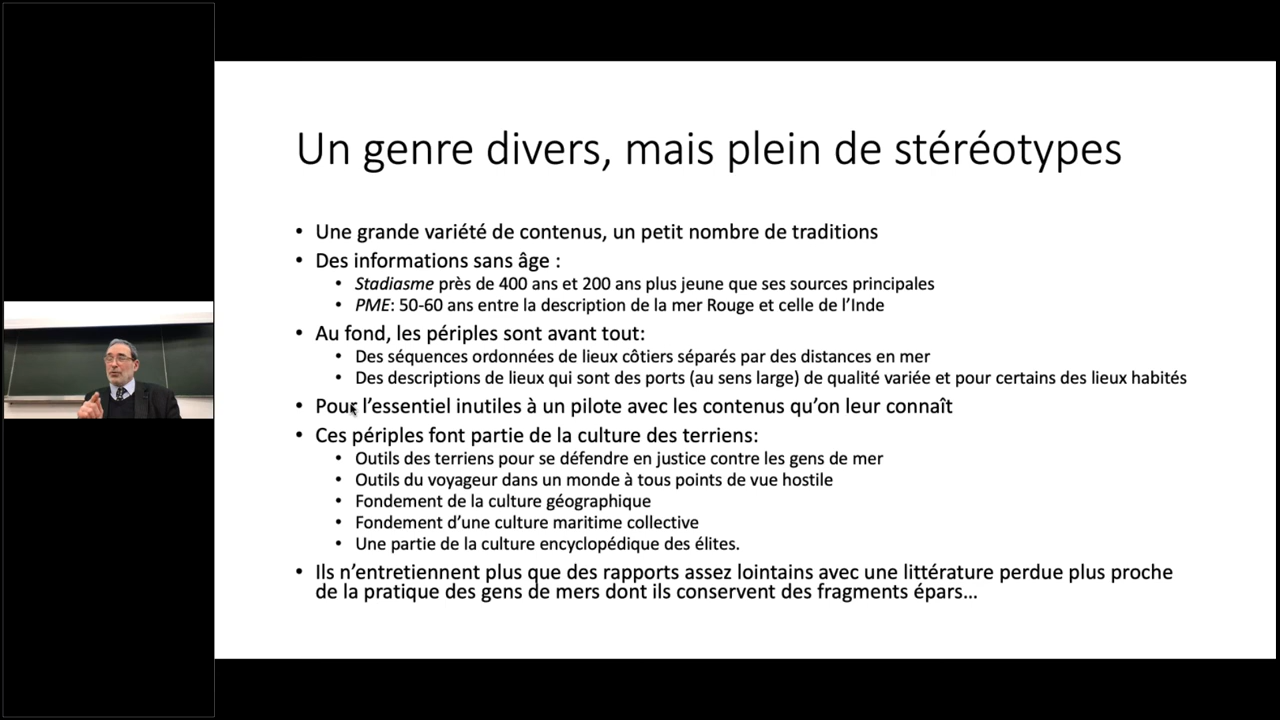 Un genre divers, mais plein de stéréotypes
• Une grande variété de contenus, un petit nombre de traditions
• Des informations sans âge :
• Stadiasme près de 400 ans et 200 ans plus jeune que ses sources principales
• PME: 50-60 ans entre la description de la mer Rouge et celle de l’Inde
• Au fond, les périples sont avant tout:
• Des séquences ordonnées de lieux côtiers séparés par des distances en mer
• Des descriptions de lieux qui sont des ports (au sens large) de qualité variée et pour certains des lieux habités
• Pour l’essentiel inutiles à un pilote avec les contenus qu’on leur connaît
• Ces périples font partie de la culture des terriens:
• Outils des terriens pour se défendre en justice contre les gens de mer
• Outils du voyageur dans un monde à tous points de vue hostile
• Fondement de la culture géographique
• Fondement d’une culture maritime collective
• Une partie de la culture encyclopédique des élites.
• Ils n’entretiennent plus que des rapports assez lointains avec une littérature perdue plus proche
de la pratique des gens de mers dont ils conservent des fragments épars…